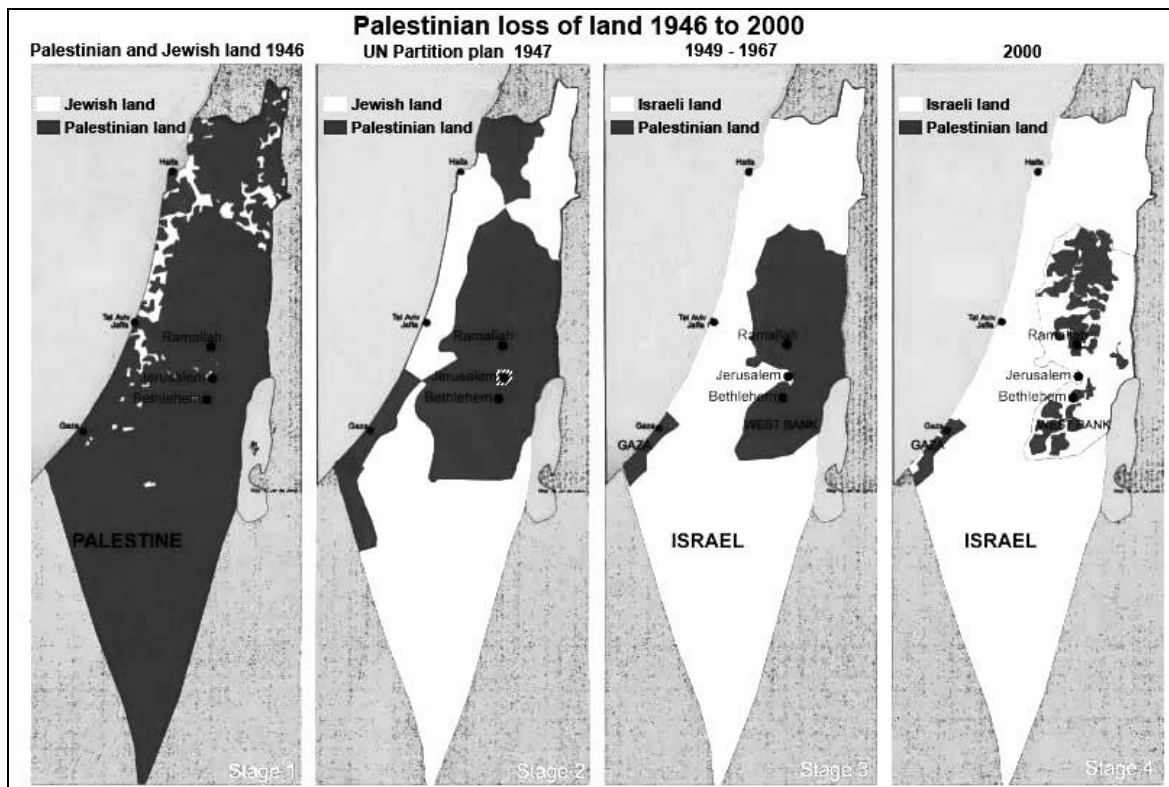 Palestinian loss of land 1946 to 2000
Palestinian and Jewish land 1946
Jewish land
Palestinian land
Haifa
Tel Aviv
Jaffa
Ramallah
Jerusalem
Bethlehem
Gaza
PALESTINE
Stage 1
UN Partition plan 1947
Jewish land
Palestinian land
Haifa
Tel Aviv
Jaffa
Ramallah
Jerusalem
Bethlehem
Gaza
Stage 2
1949 - 1967
Israeli land
Palestinian land
Haifa
Tel Aviv
Jaffa
Ramallah
Jerusalem
Bethlehem
Gaza
GAZA
WEST BANK
ISRAEL
Stage 3
2000
Israeli land
Palestinian land
Haifa
Tel Aviv
Jaffa
Ramallah
Jerusalem
Bethlehem
Gaza
GAZA
WEST BANK
ISRAEL
Stage 4